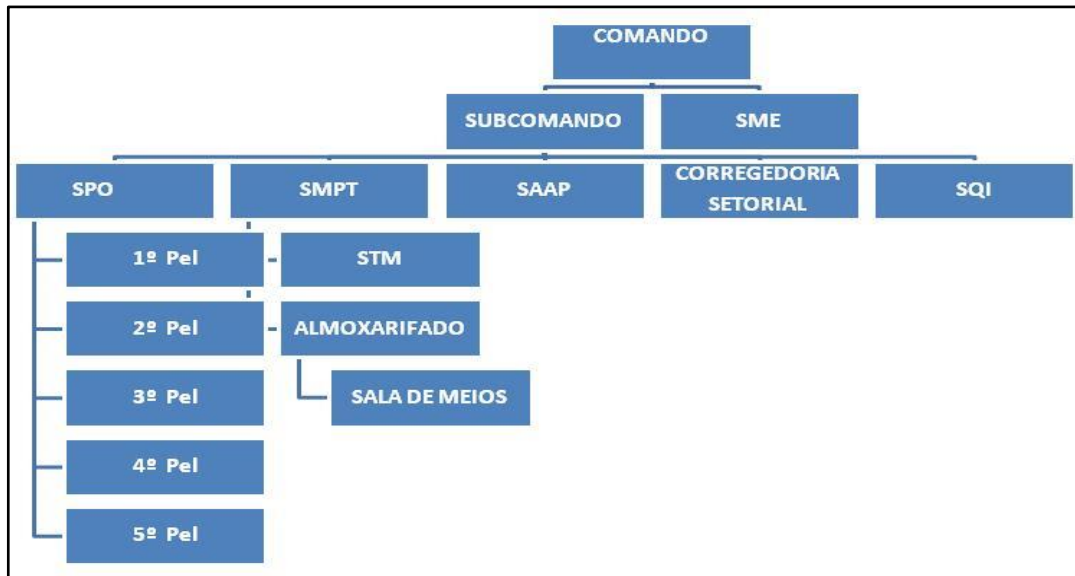 COMANDO
SUBCOMANDO
SME
SPO
SMPT
SAAP
CORREGEDORIA
SETORIAL
SQI
1º Pel
STM
2º Pel
ALMOXARIFADO
3º Pel
SALA DE MEIOS
4º Pel
5º Pel